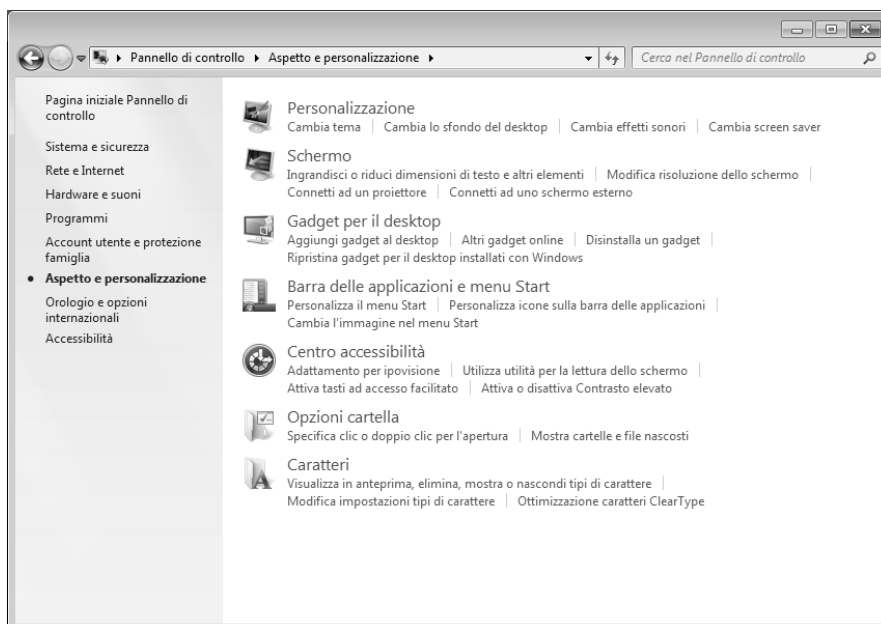 Pannello di controllo Aspetto e personalizzazione Cerca nel Pannello di controllo
Pagina iniziale Pannello di
controllo
Sistema e sicurezza
Rete e Internet
Hardware e suoni
Programmi
Account utente e protezione
famiglia
Aspetto e personalizzazione
Orologio e opzioni
internazionali
Accessibilità
Personalizzazione
Cambia tema Cambia lo sfondo del desktop Cambia effetti sonori Cambia screen saver
Schermo
Ingrandisci o riduci dimensioni di testo e altri elementi Modifica risoluzione dello schermo
Connetti ad un proiettore Connetti ad uno schermo esterno
Gadget per il desktop
Aggiungi gadget al desktop Altri gadget online Disinstalla un gadget
Ripristina gadget per il desktop installati con Windows
Barra delle applicazioni e menu Start
Personalizza il menu Start Personalizza icone sulla barra delle applicazioni
Cambia l'immagine nel menu Start
Centro accessibilità
Adattamento per ipovisione Utilizza utilità per la lettura dello schermo
Attiva tasti ad accesso facilitato Attiva o disattiva Contrasto elevato
Opzioni cartella
Specifica clic o doppio clic per l'apertura Mostra cartelle e file nascosti
Caratteri
Visualizza in anteprima, elimina, mostra o nascondi tipi di carattere
Modifica impostazioni tipi di carattere Ottimizzazione caratteri ClearType